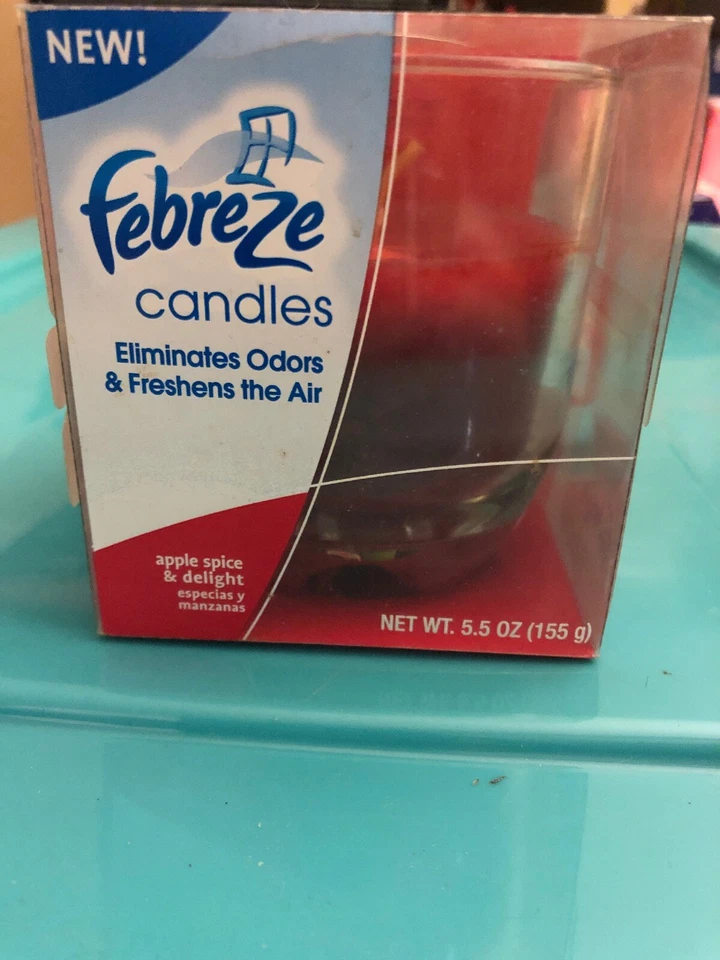 NEW!
febreze
candles
Eliminates Odors
& Freshens the Air
apple spice
& delight
especias y
manzanas
NET WT. 5.5 OZ (155 g)